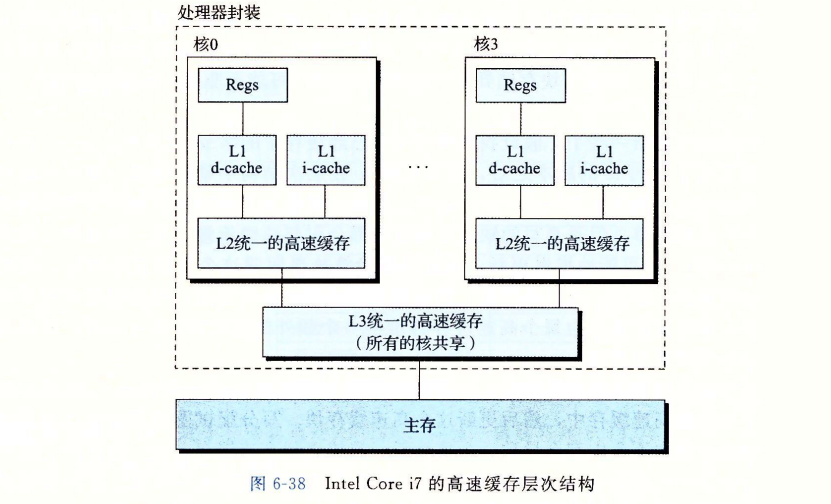 处理器封装
核0
核3
Regs
Regs
L1
d-cache
L1
i-cache
...
L1
d-cache
L1
i-cache
L2统一的高速缓存
L2统一的高速缓存
L3统一的高速缓存
（所有的核共享）
主存
图 6-38 Intel Core i7 的高速缓存层次结构